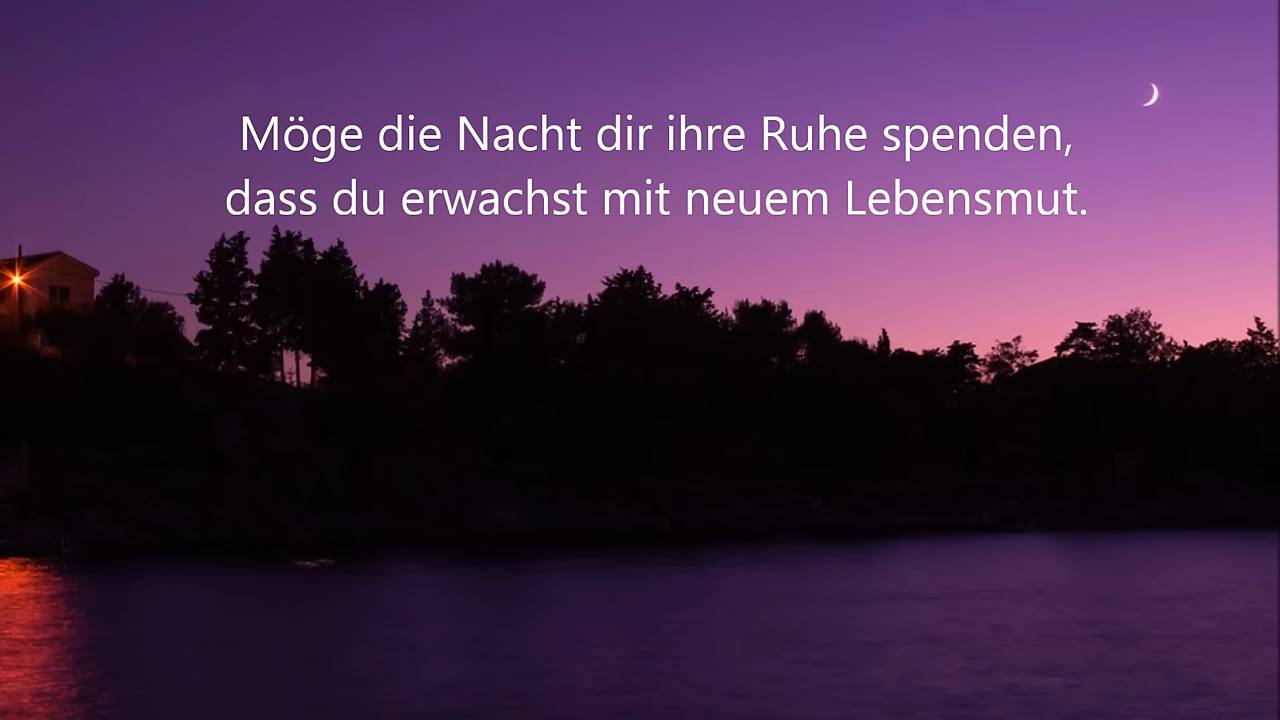 Möge die Nacht dir ihre Ruhe spenden,
dass du erwachst mit neuem Lebensmut.